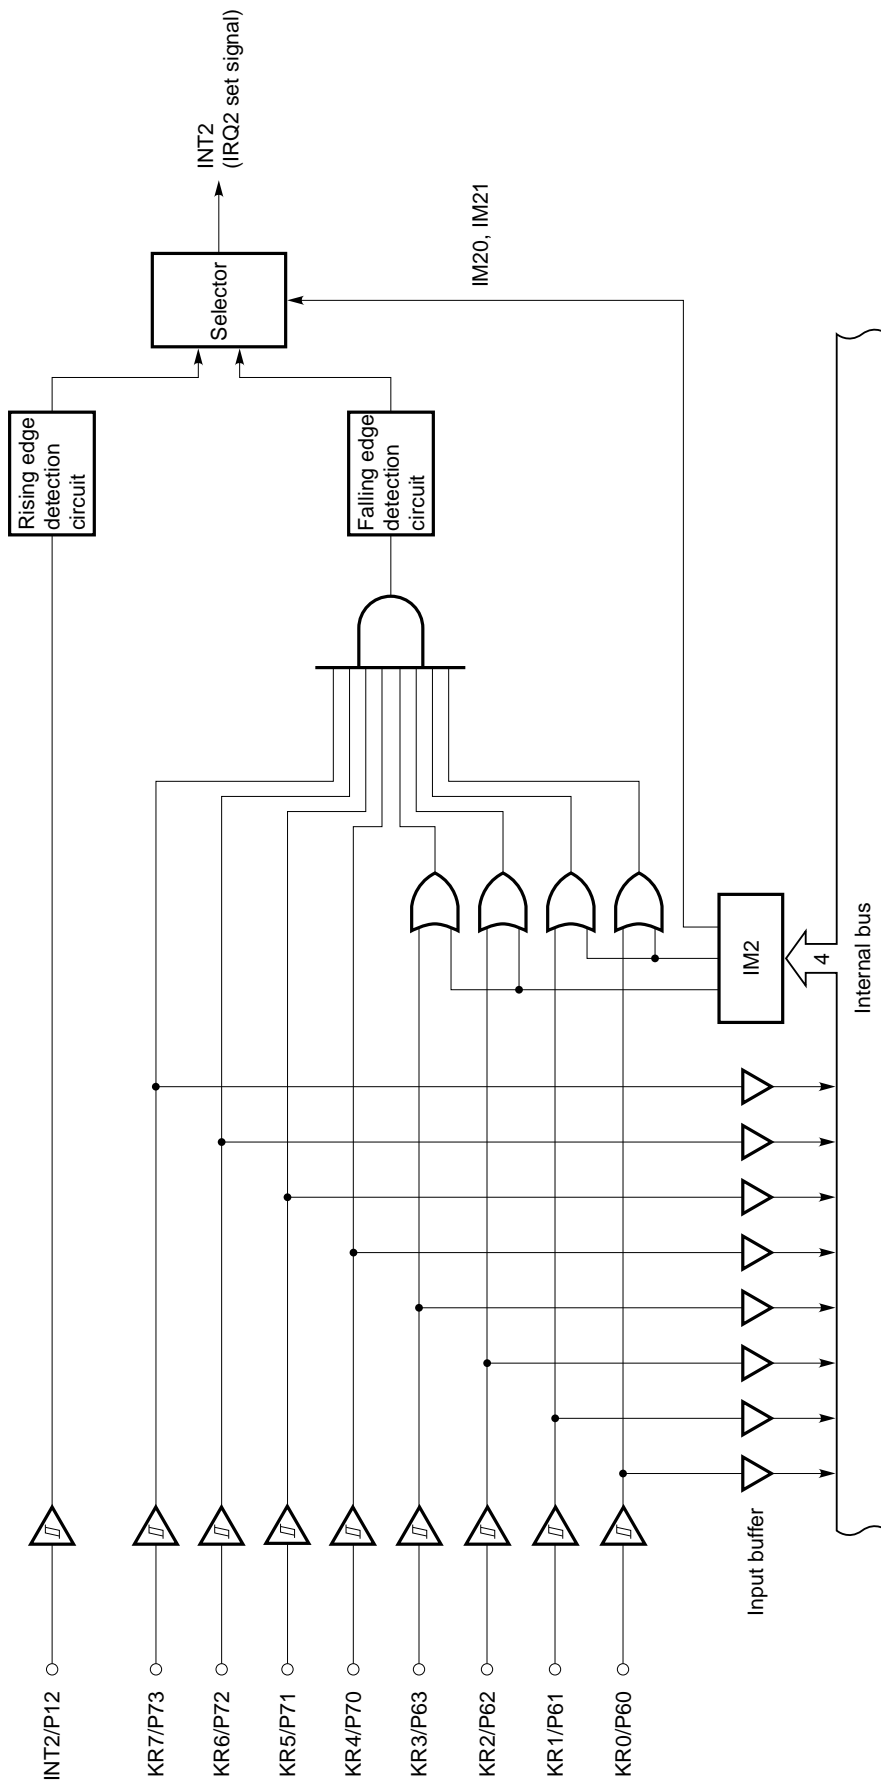 INT2/P12
KR7/P73
KR6/P72
KR5/P71
KR4/P70
KR3/P63
KR2/P62
KR1/P61
KR0/P60
Input buffer
Rising edge
detection
circuit
Falling edge
detection
circuit
Selector
INT2
(IRQ2 set signal)
IM20, IM21
IM2
4
Internal bus